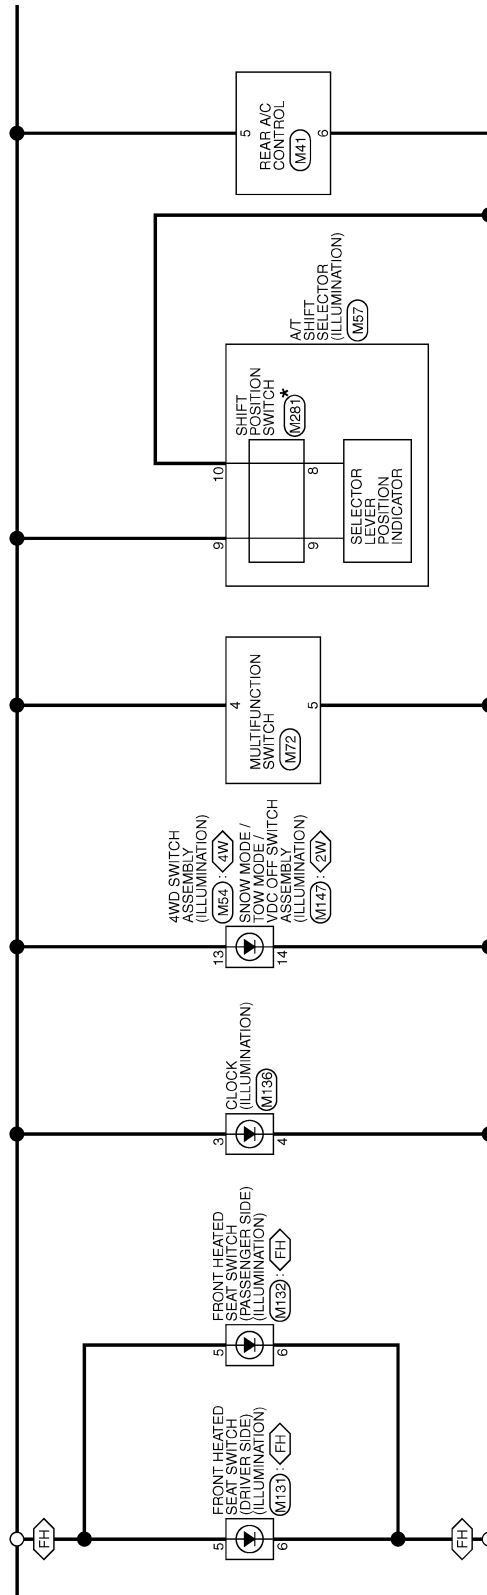 5
REAR A/C
CONTROL
M41
6
A/T
SHIFT
SELECTOR
(ILLUMINATION)
M57
SHIFT
POSITION
SWITCH
*
M281
10
8
9
9
SELECTOR
LEVER
POSITION
INDICATOR
4
MULTIFUNCTION
SWITCH
M72
5
4WD SWITCH
ASSEMBLY
(ILLUMINATION)
M54 : 4W
SNOW MODE /
TOW MODE /
VDC OFF SWITCH
ASSEMBLY
(ILLUMINATION)
M147 : 2W
13
14
CLOCK
(ILLUMINATION)
M136
3
4
FRONT HEATED
SEAT SWITCH
(PASSENGER SIDE)
(ILLUMINATION)
M132 : FH
5
6
FRONT HEATED
SEAT SWITCH
(DRIVER SIDE)
(ILLUMINATION)
M131 : FH
5
6
FH
FH